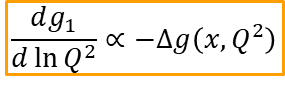 dg₁/d ln Q² ∝ −Δg(x, Q²)